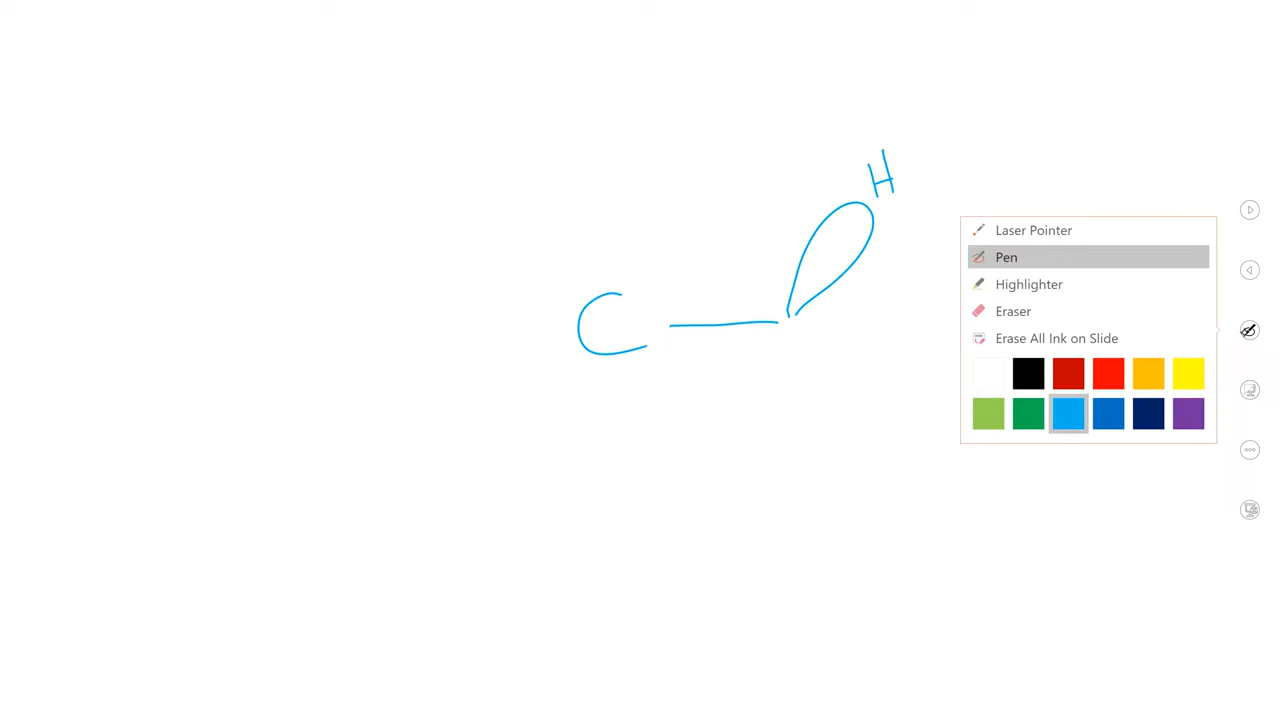 H
C
Laser Pointer
Pen
Highlighter
Eraser
Erase All Ink on Slide